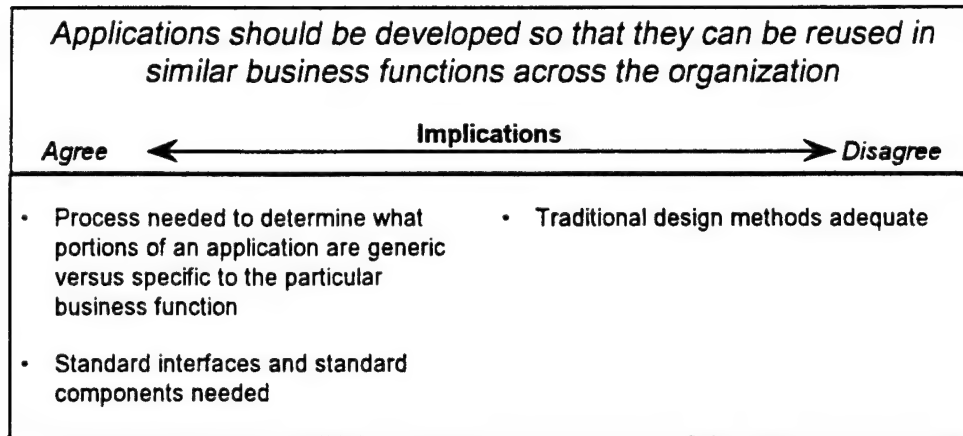 Applications should be developed so that they can be reused in
similar business functions across the organization
Implications
Agree
Disagree
• Process needed to determine what
portions of an application are generic
versus specific to the particular
business function
• Standard interfaces and standard
components needed
• Traditional design methods adequate